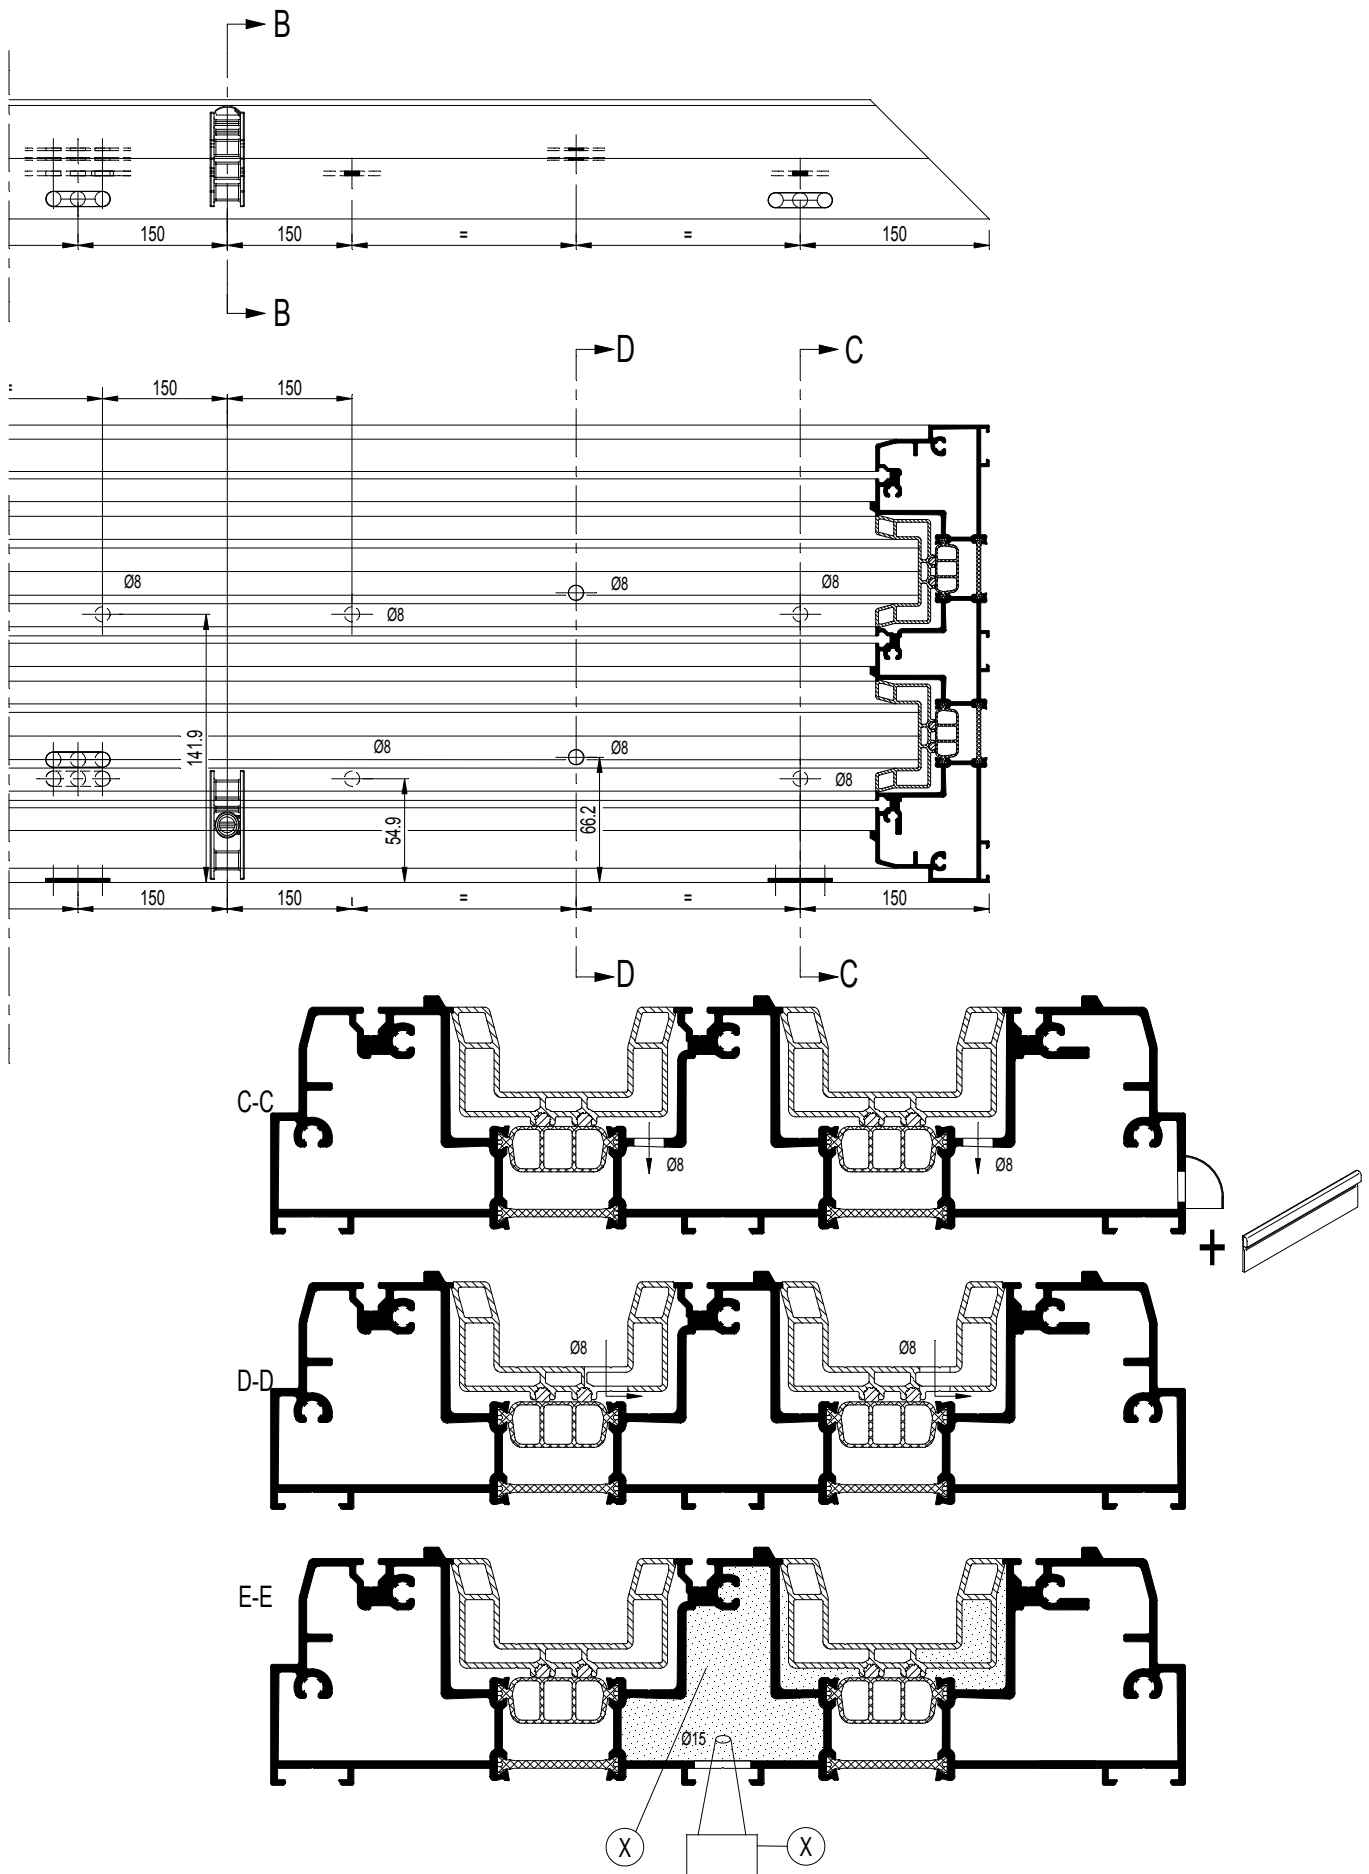 B
150 150 = = 150
B
D C
= 150 150
Ø8 Ø8 Ø8
Ø8
141.9
Ø8 Ø8
Ø8
54.9
66.2
150 150 = = 150
D C
C-C
Ø8 Ø8
+
D-D
Ø8 Ø8
E-E
Ø15
X X